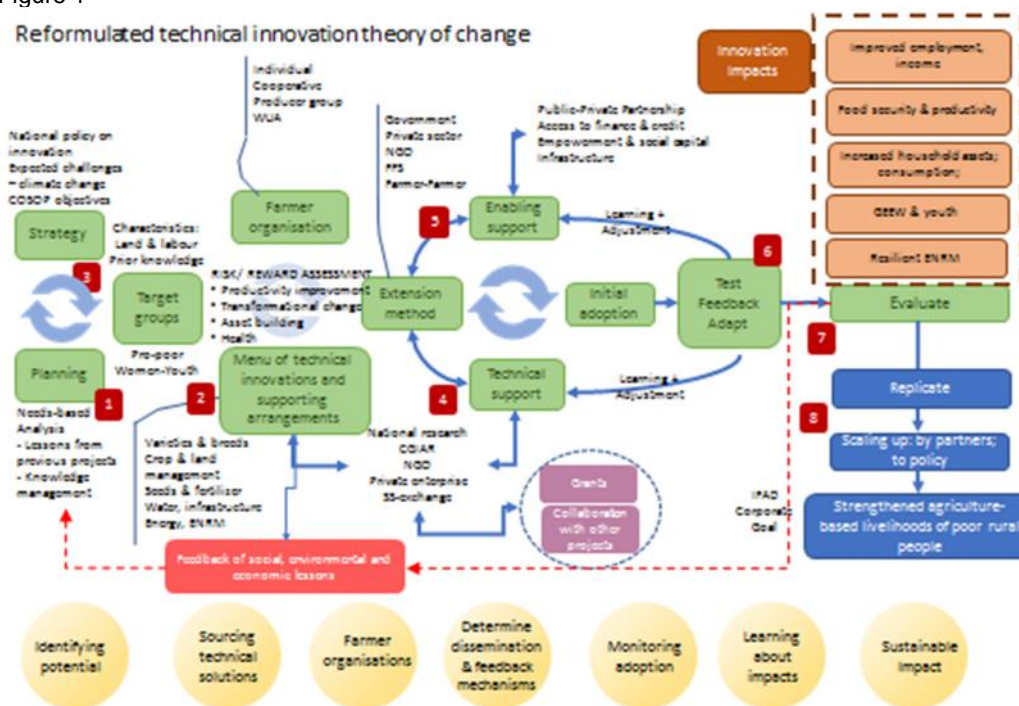 Figure 1
Reformulated technical innovation theory of change
Individual
Cooperative
Producer group
WUA
Government
Private sector
NGO
FFS
Farmer-Farmer
Public-Private Partnership
Access to finance & credit
Empowerment & social capital
Infrastructure
Innovation
Impacts
Improved employment,
income
Food security & productivity
Increased household assets;
consumption;
GEEW & youth
Resilient ENRM
National policy on
innovation
Expected challenges
– climate change
COSOP objectives
Strategy
3
Planning
1
Needs-based
Analysis
- Lessons from
previous projects
- Knowledge
management
Characteristics:
Land & labour
Prior knowledge
Target
groups
Pro-poor
Women-Youth
Farmer
organisation
RISK/ REWARD ASSESSMENT
* Productivity improvement
* Transformational change
* Asset building
* Health
2
Menu of technical
innovations and
supporting
arrangements
Varieties & breeds
Crop & land
management
Seeds & fertiliser
Water, infrastructure
Energy, ENRM
Extension
method
5
Enabling
support
4
Technical
support
National research
CGIAR
NGO
Private enterprise
SS-exchange
Grants
Collaboration
with other
projects
Initial
adoption
Learning +
Adjustment
6
Test
Feedback
Adapt
Learning +
Adjustment
IFAD
Corporate
Goal
Evaluate
7
Replicate
8
Scaling up: by partners;
to policy
Strengthened agriculture-
based livelihoods of poor rural
people
Feedback of social, environmental and
economic lessons
Identifying
potential
Sourcing
technical
solutions
Farmer
organisations
Determine
dissemination
& feedback
mechanisms
Monitoring
adoption
Learning
about
impacts
Sustainable
Impact